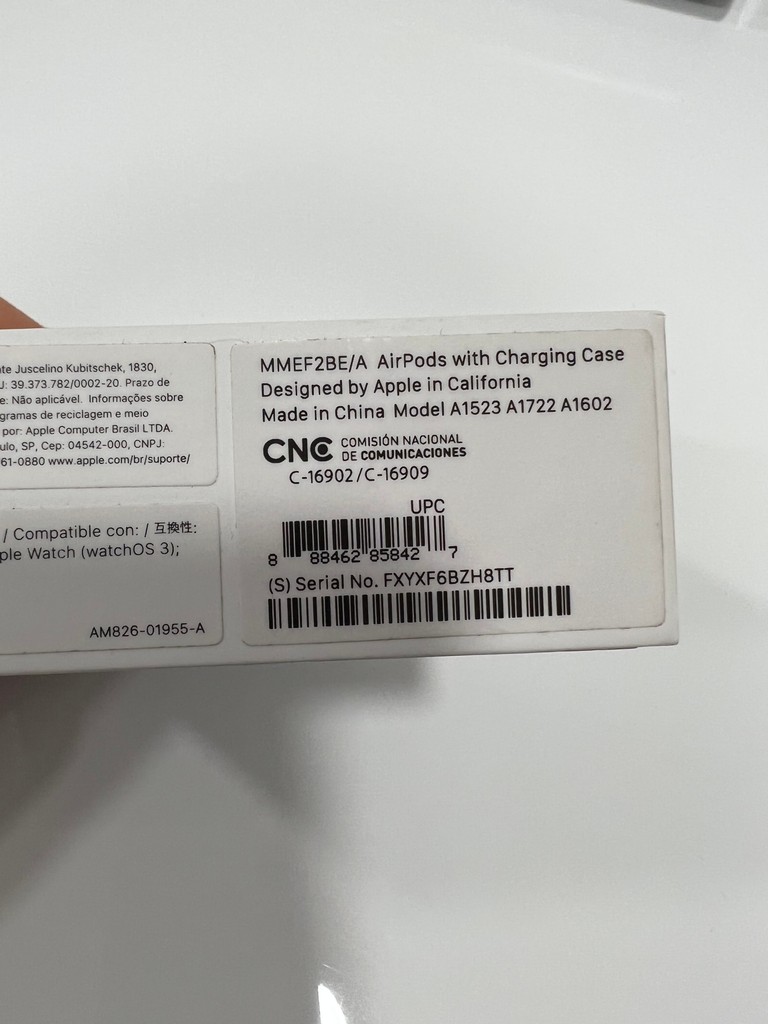 nte Juscelino Kubitschek, 1830,
J: 39.373.782/0002-20. Prazo de
e: Não aplicável. Informações sobre
gramas de reciclagem e meio
por: Apple Computer Brasil LTDA.
ulo, SP, Cep: 04542-000, CNPJ:
61-0880 www.apple.com/br/suporte/
/ Compatible con: / 互換性:
ple Watch (watchOS 3);
AM826-01955-A
MMEF2BE/A AirPods with Charging Case
Designed by Apple in California
Made in China Model A1523 A1722 A1602
CNC COMISIÓN NACIONAL
DE COMUNICACIONES
C-16902/C-16909
UPC
8 88462 85842 7
(S) Serial No. FXYXF6BZH8TT